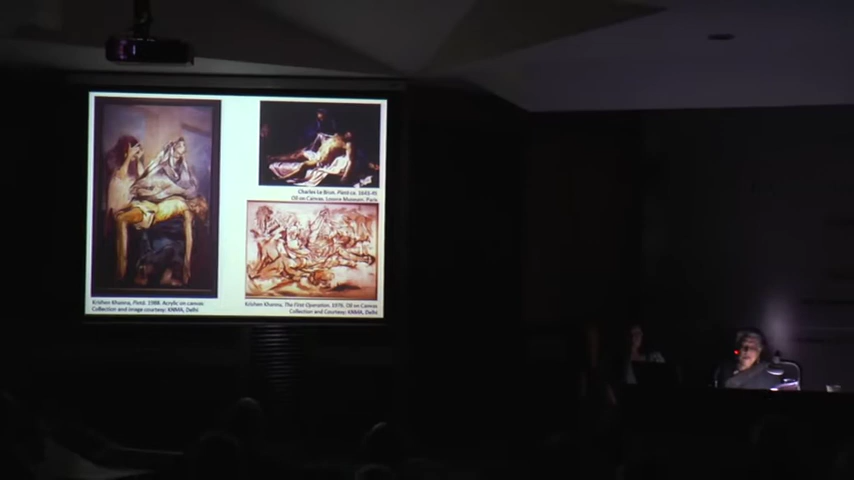 Krishen Khanna, Pietà. 1988. Acrylic on canvas
Collection and image courtesy: KNMA, Delhi
Charles Le Brun, Pietà ca. 1643-45
Oil on Canvas. Louvre Museum. Paris
Krishen Khanna, The First Operation. 1979. Oil on Canvas
Collection and Courtesy: KNMA, Delhi